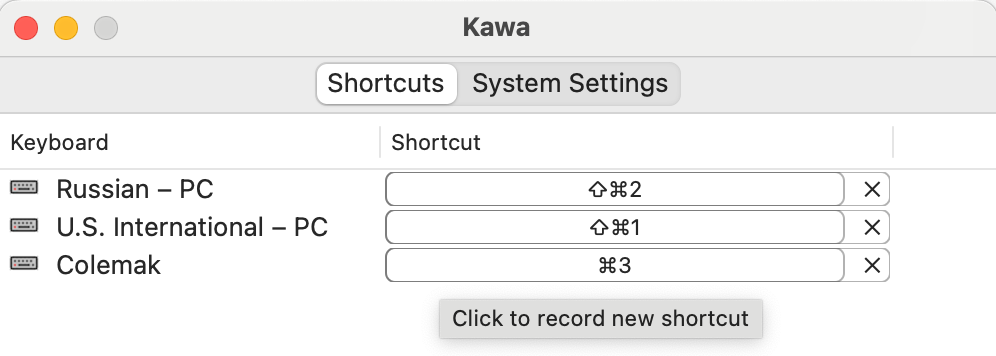 Kawa
Shortcuts System Settings
Keyboard Shortcut
Russian – PC ⇧⌘2 ×
U.S. International – PC ⇧⌘1 ×
Colemak ⌘3 ×
Click to record new shortcut